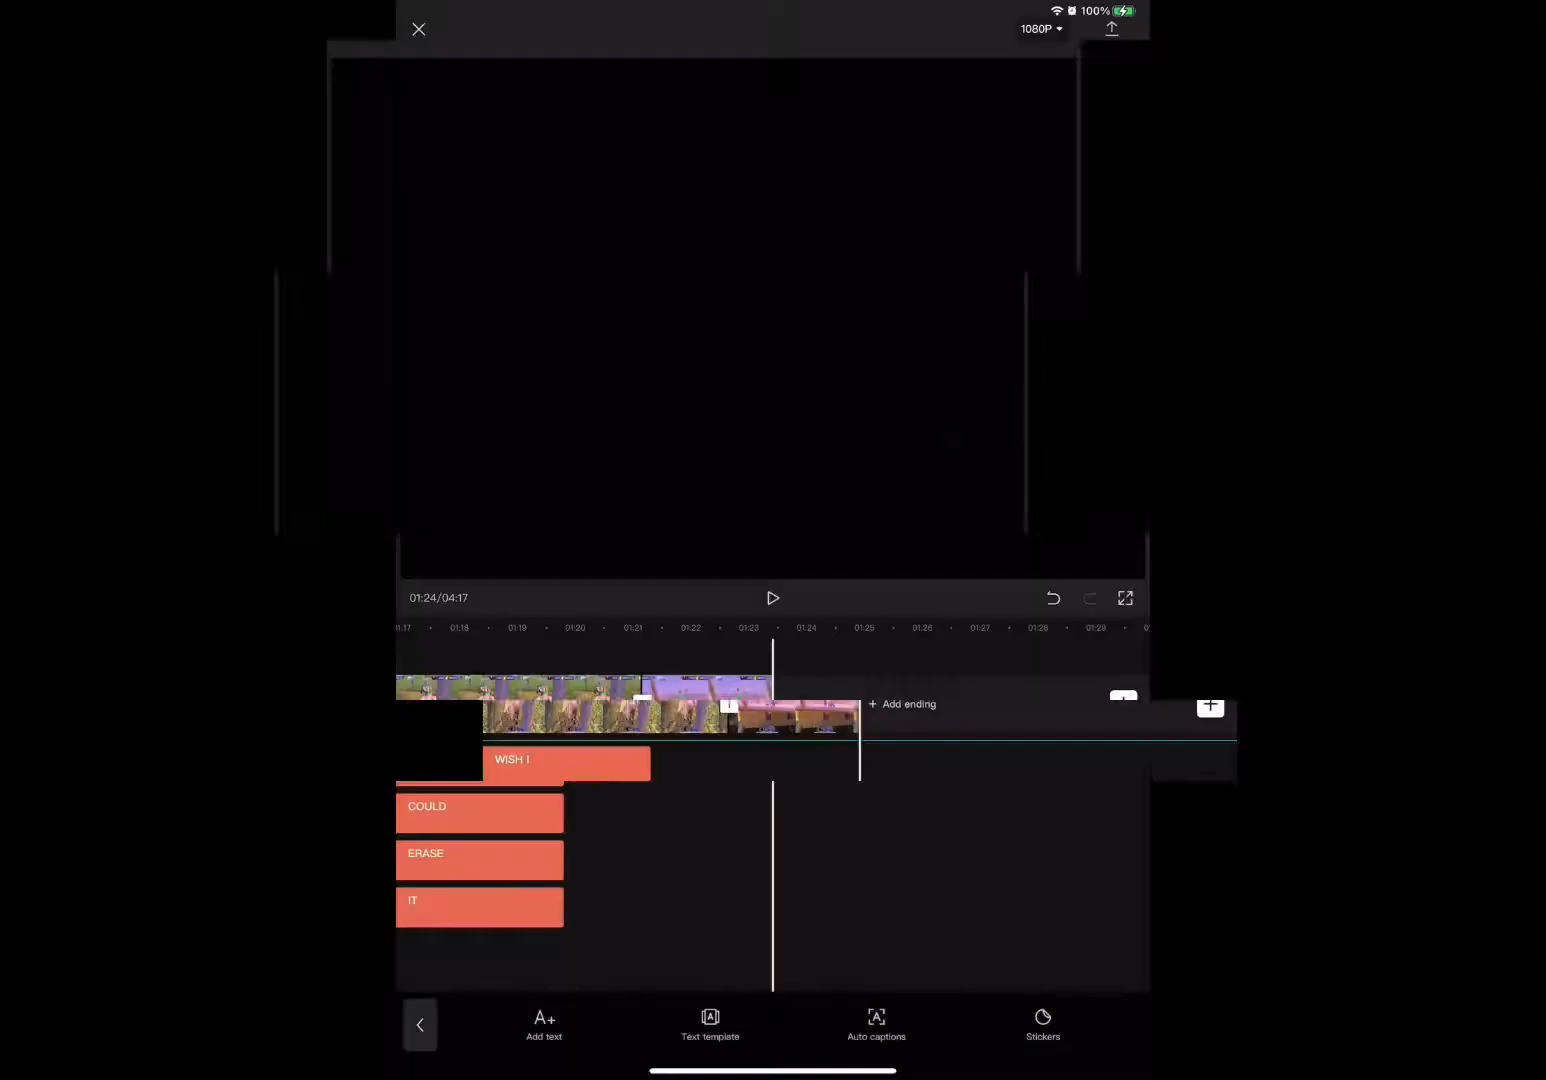 100%
1080P
01:24/04:17
01:18 01:19 01:20 01:21 01:22 01:23 01:24 01:25 01:26 01:27 01:28 01:29
+ Add ending
WISH I
COULD
ERASE
IT
A+
Add text
Text template
Auto captions
Stickers